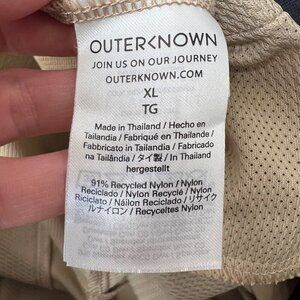 OUTERKNOWN
JOIN US ON OUR JOURNEY
OUTERKNOWN.COM
XL
TG
Made in Thailand / Hecho en
Tailandia / Fabriqué en Thaïlande /
Fabbricato in Tailandia / Fabricado
na Tailândia / タイ製 / In Thailand
hergestellt
91% Recycled Nylon / Nylon
Reciclado / Nylon Recyclé / Nylon
Riciclato / Náilon Reciclado / リサイク
ルナイロン / Recyceltes Nylon